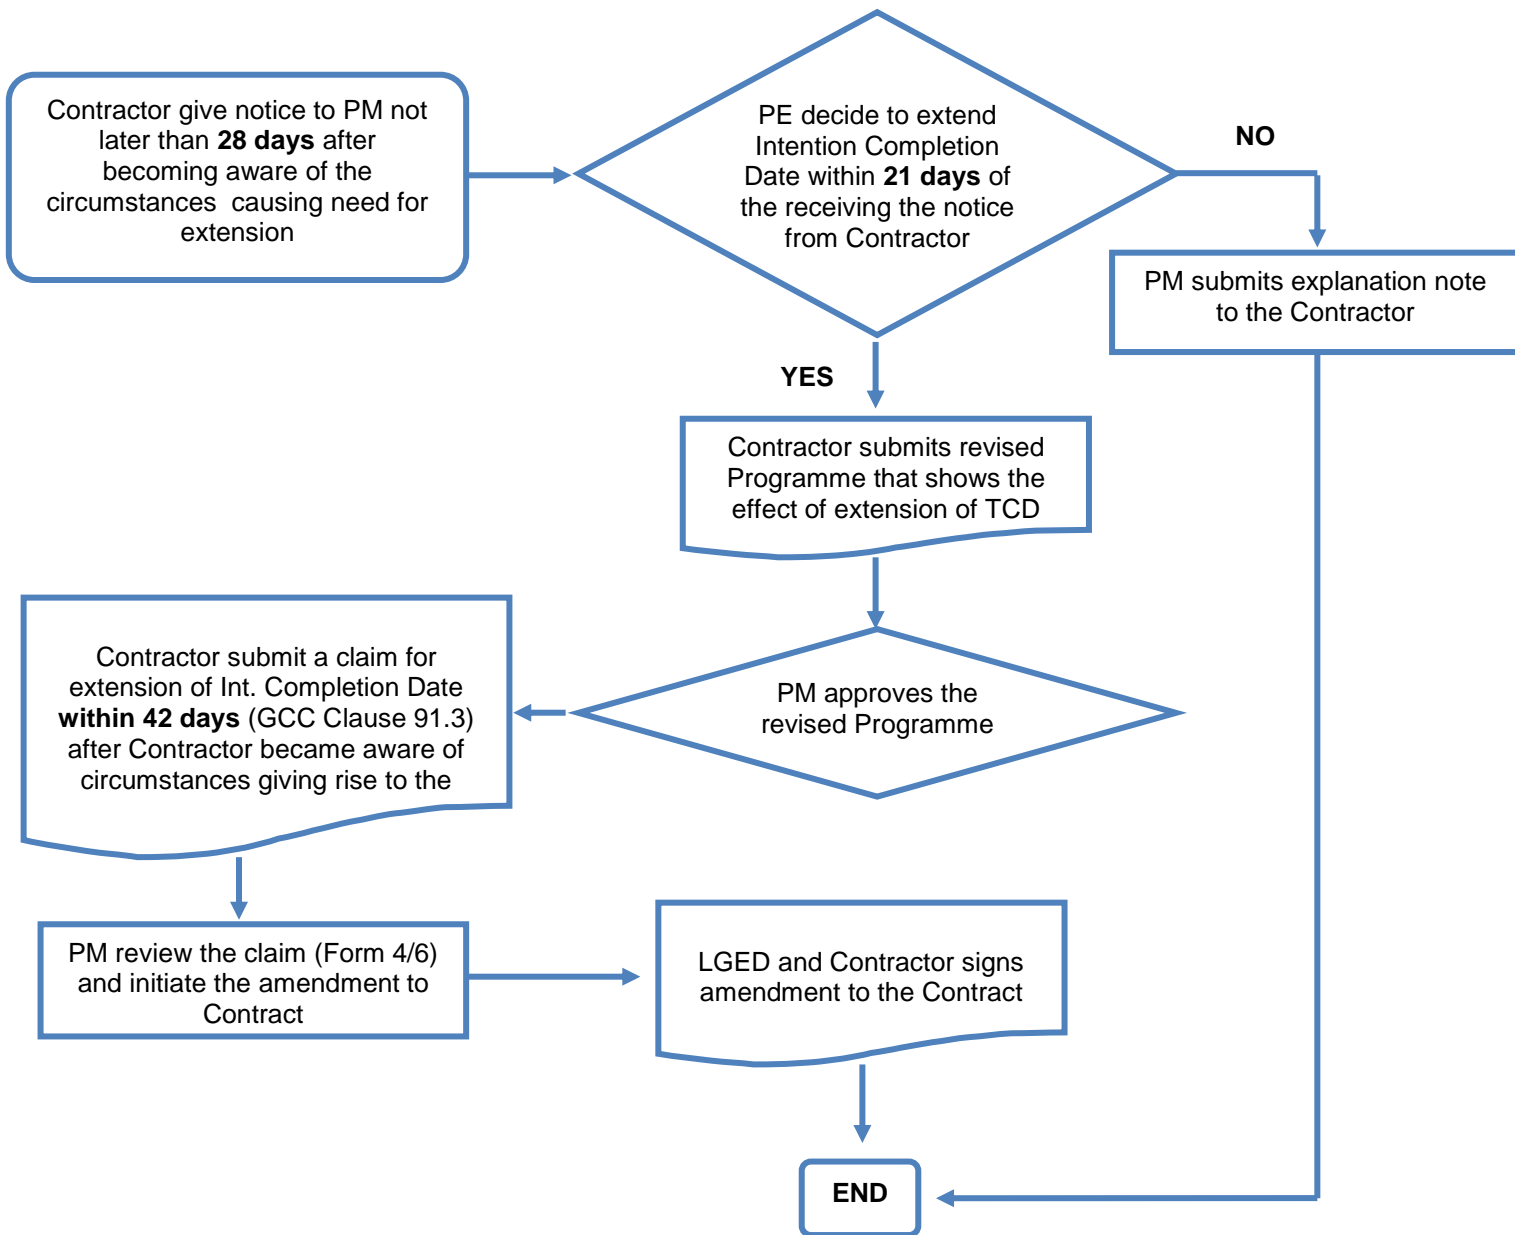 Contractor give notice to PM not
later than 28 days after
becoming aware of the
circumstances causing need for
extension
PE decide to extend
Intention Completion
Date within 21 days of
the receiving the notice
from Contractor
NO
PM submits explanation note
to the Contractor
YES
Contractor submits revised
Programme that shows the
effect of extension of TCD
PM approves the
revised Programme
Contractor submit a claim for
extension of Int. Completion Date
within 42 days (GCC Clause 91.3)
after Contractor became aware of
circumstances giving rise to the
PM review the claim (Form 4/6)
and initiate the amendment to
Contract
LGED and Contractor signs
amendment to the Contract
END